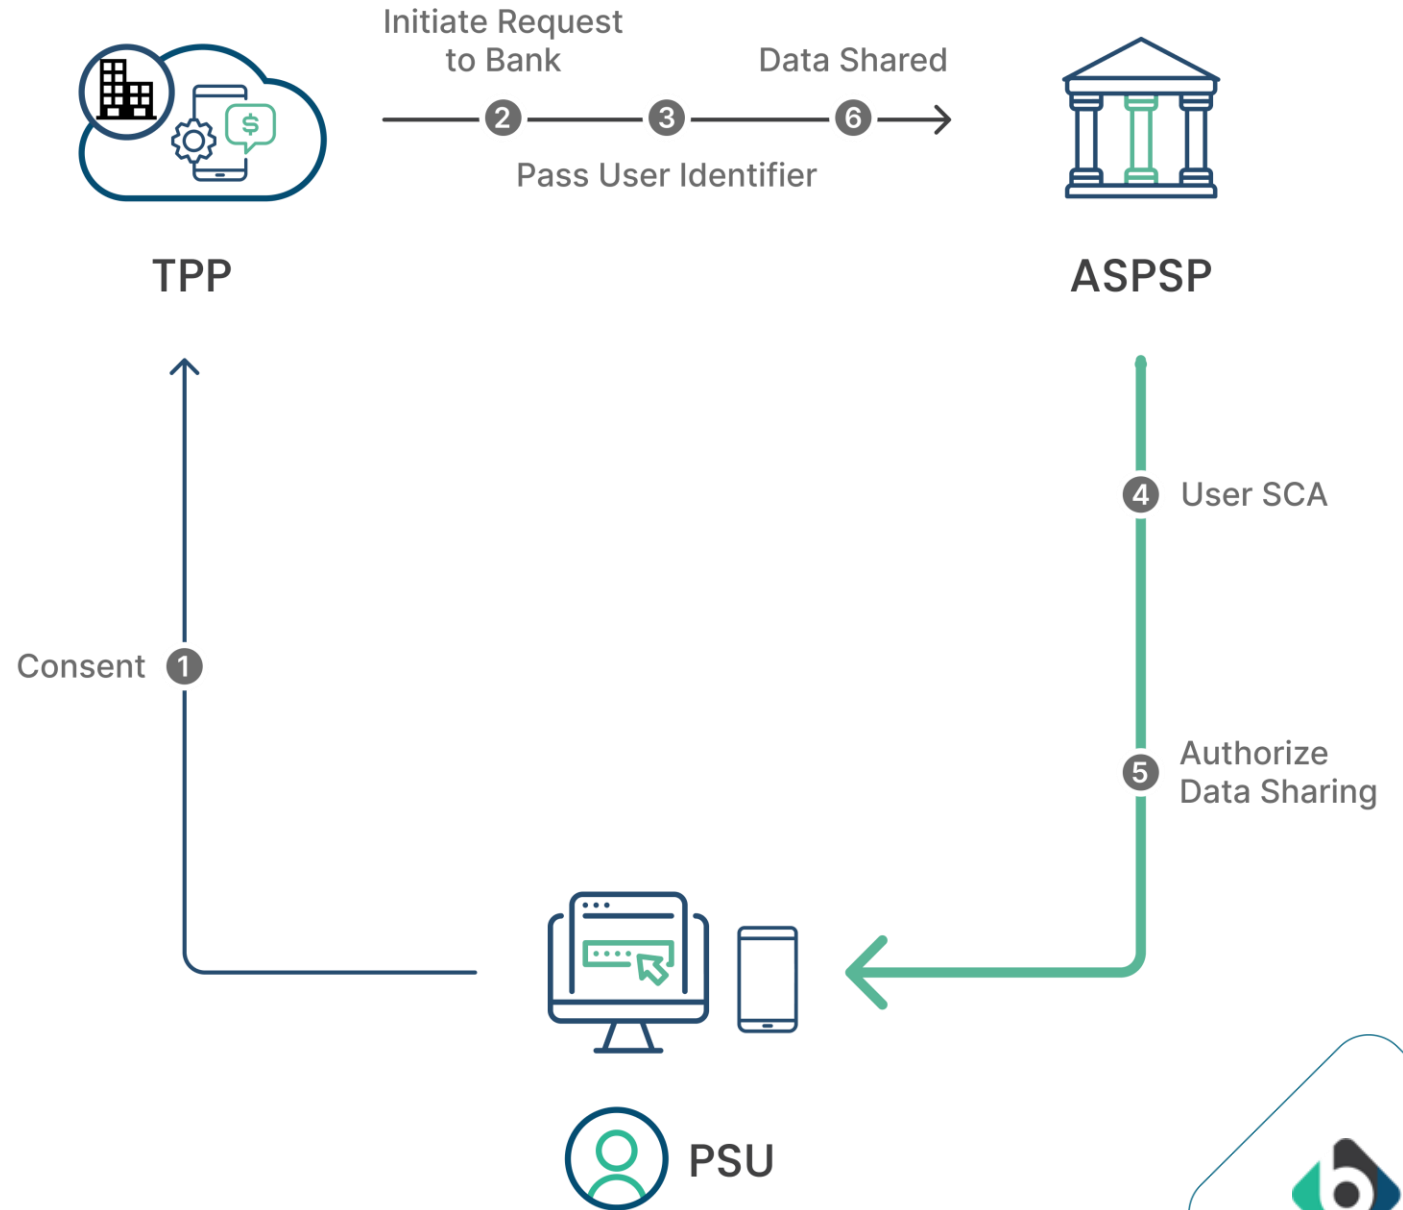 Initiate Request
to Bank
Data Shared
2
3
6
Pass User Identifier
$
TPP
ASPSP
4 User SCA
Consent 1
5 Authorize
Data Sharing
PSU
b